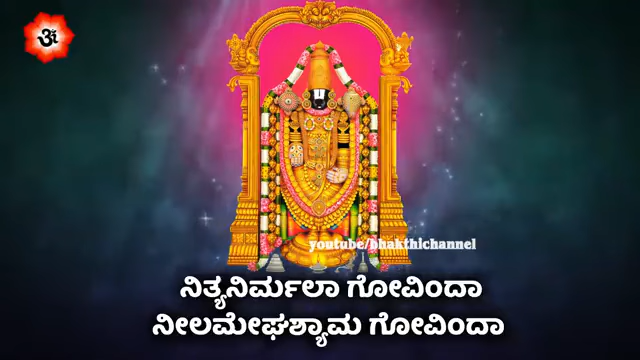 ॐ
youtube/bhakthichannel
ನಿತ್ಯನಿರ್ಮಲಾ ಗೋವಿಂದಾ
ನೀಲಮೇಘಶ್ಯಾಮ ಗೋವಿಂದಾ